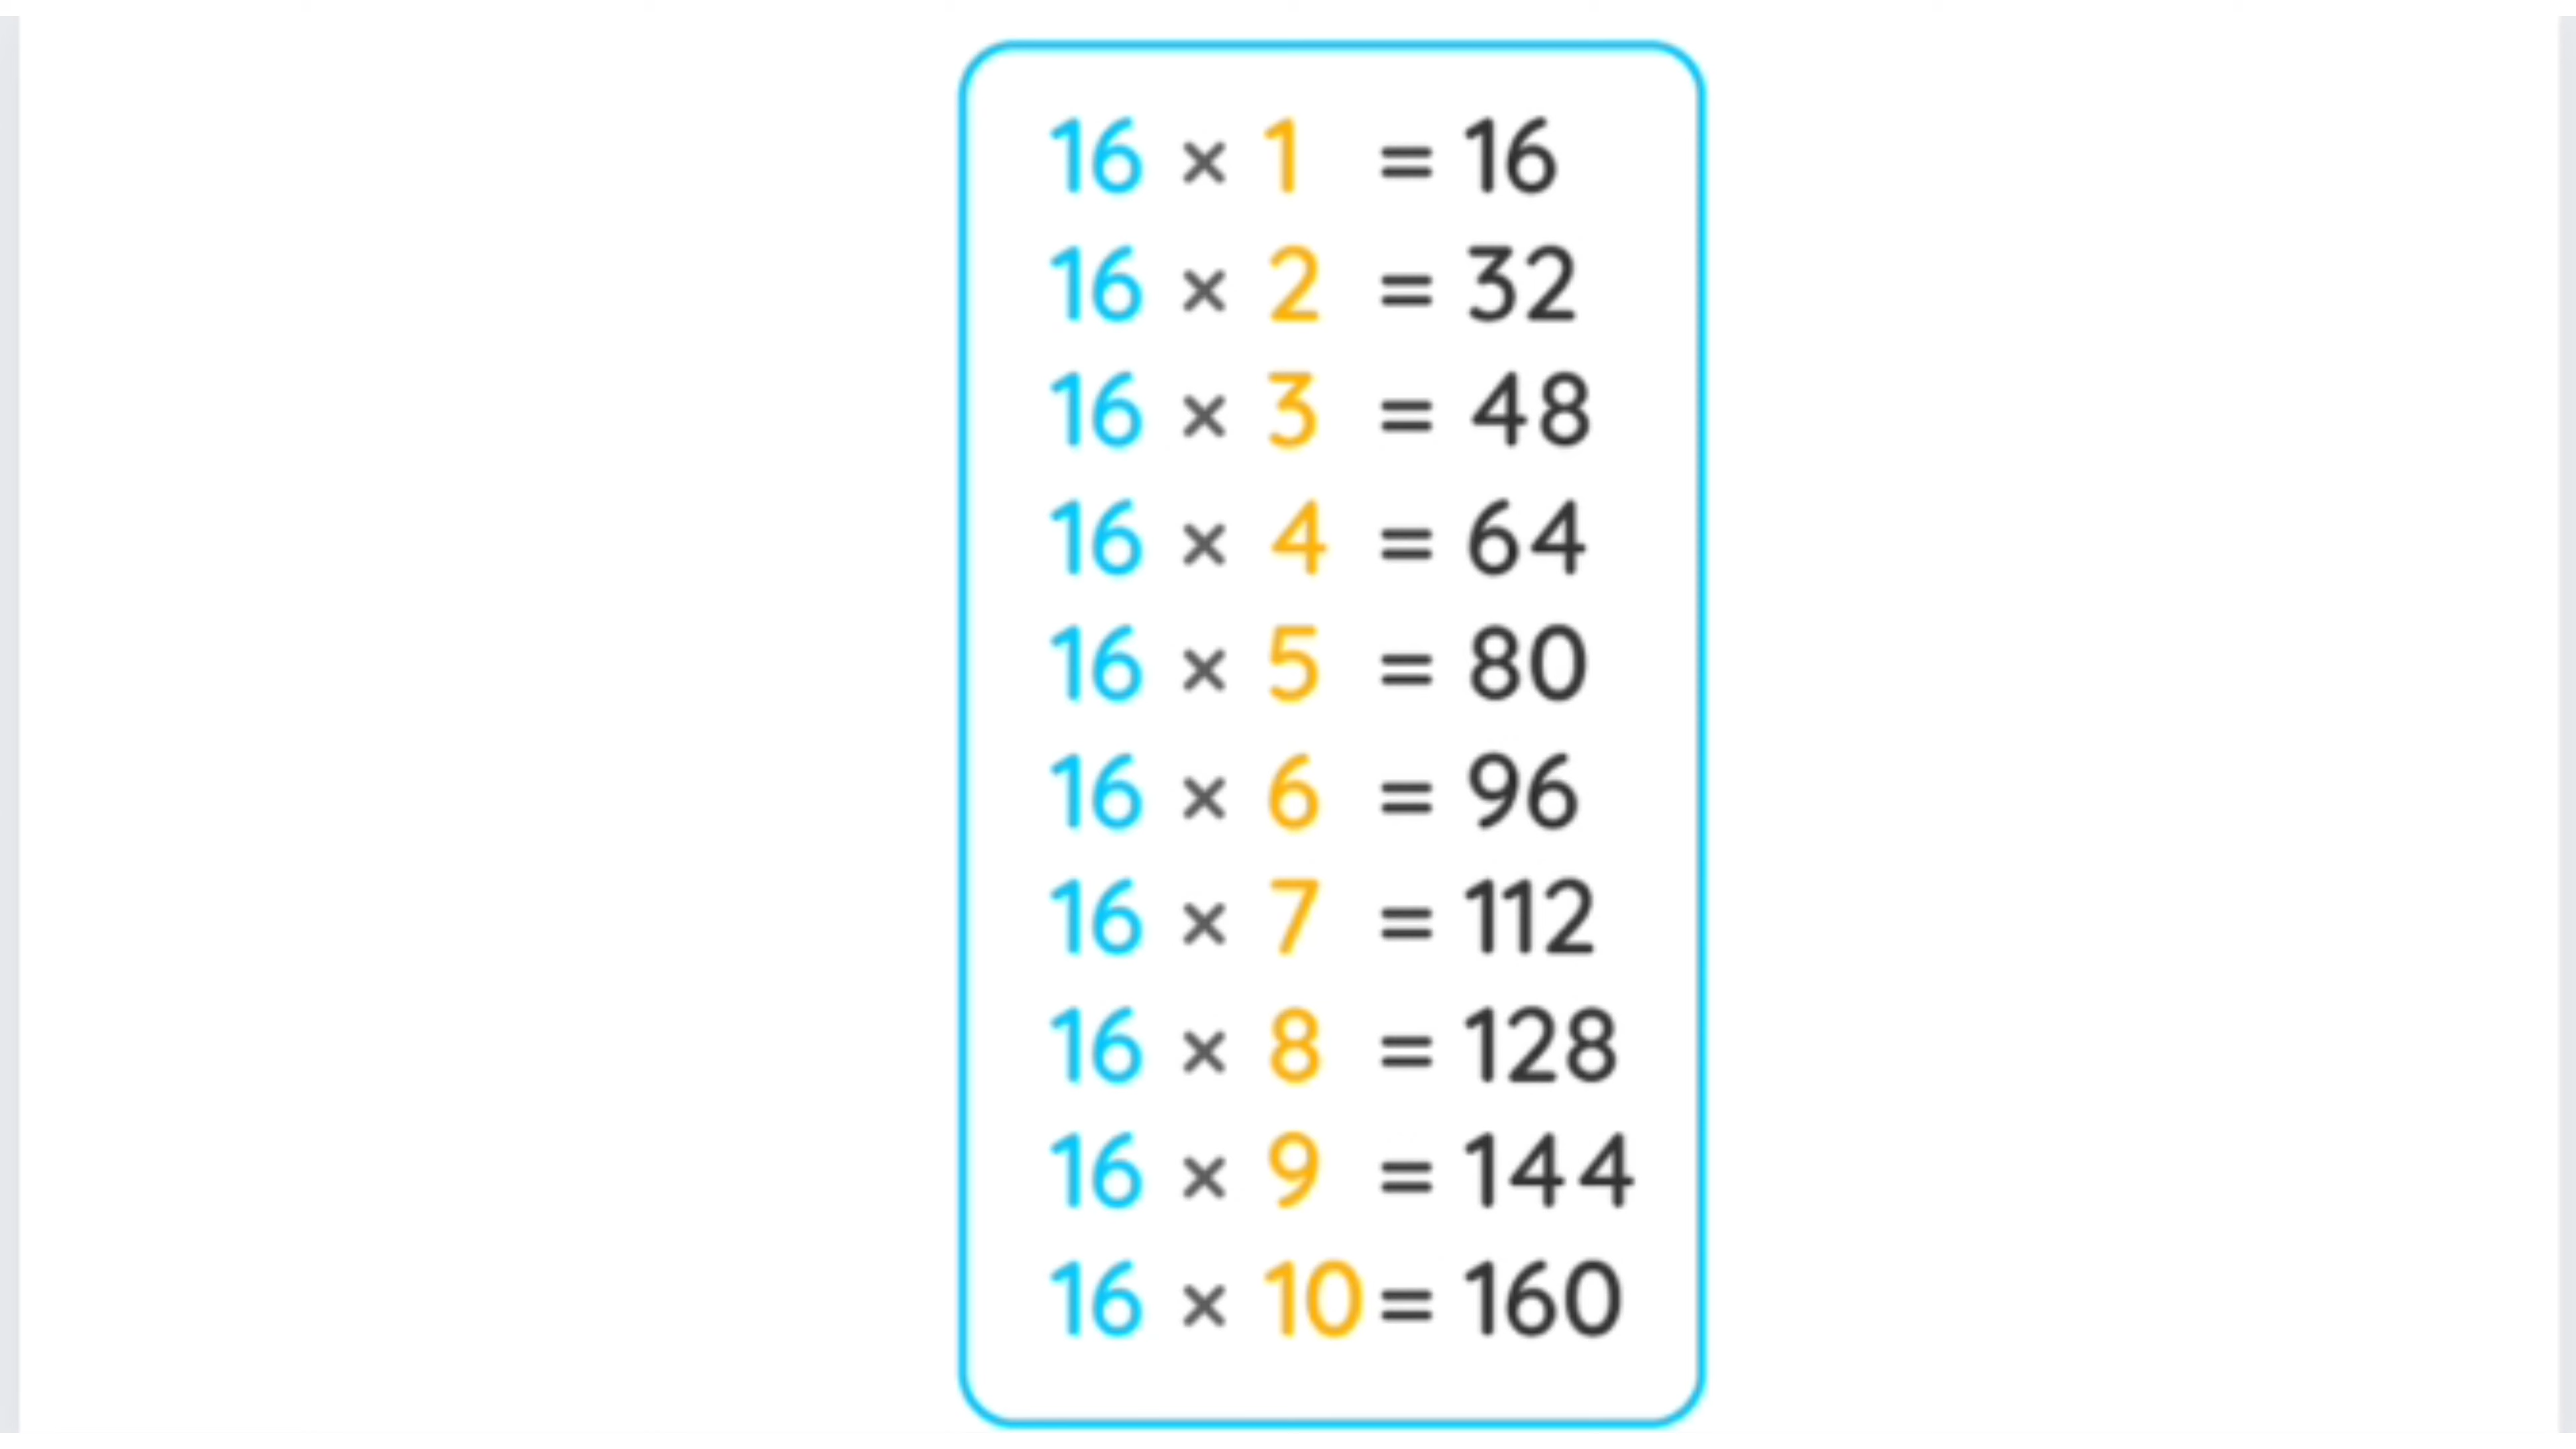 16 × 1 = 16
16 × 2 = 32
16 × 3 = 48
16 × 4 = 64
16 × 5 = 80
16 × 6 = 96
16 × 7 = 112
16 × 8 = 128
16 × 9 = 144
16 × 10 = 160